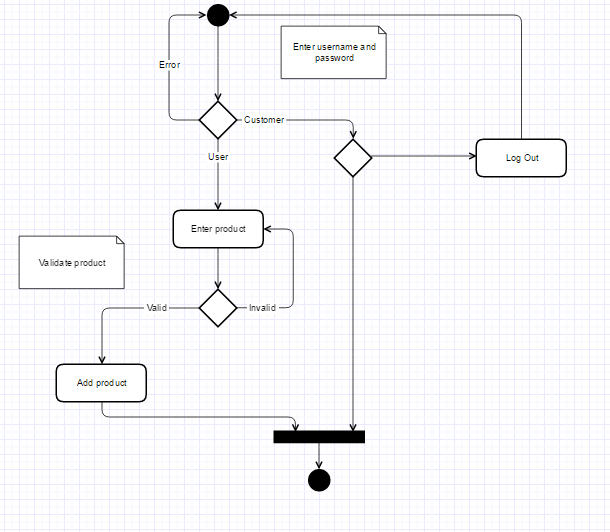 Enter username and
password
Error
Customer
User
Log Out
Enter product
Validate product
Valid
Invalid
Add product